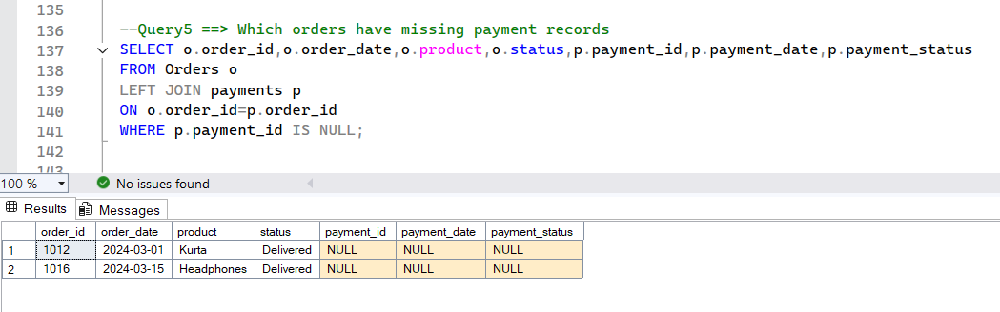 135
136 --Query5 ==> Which orders have missing payment records
137 SELECT o.order_id,o.order_date,o.product,o.status,p.payment_id,p.payment_date,p.payment_status
138 FROM Orders o
139 LEFT JOIN payments p
140 ON o.order_id=p.order_id
141 WHERE p.payment_id IS NULL;
142
143
100 % No issues found
Results Messages
order_id order_date product status payment_id payment_date payment_status
1 1012 2024-03-01 Kurta Delivered NULL NULL NULL
2 1016 2024-03-15 Headphones Delivered NULL NULL NULL